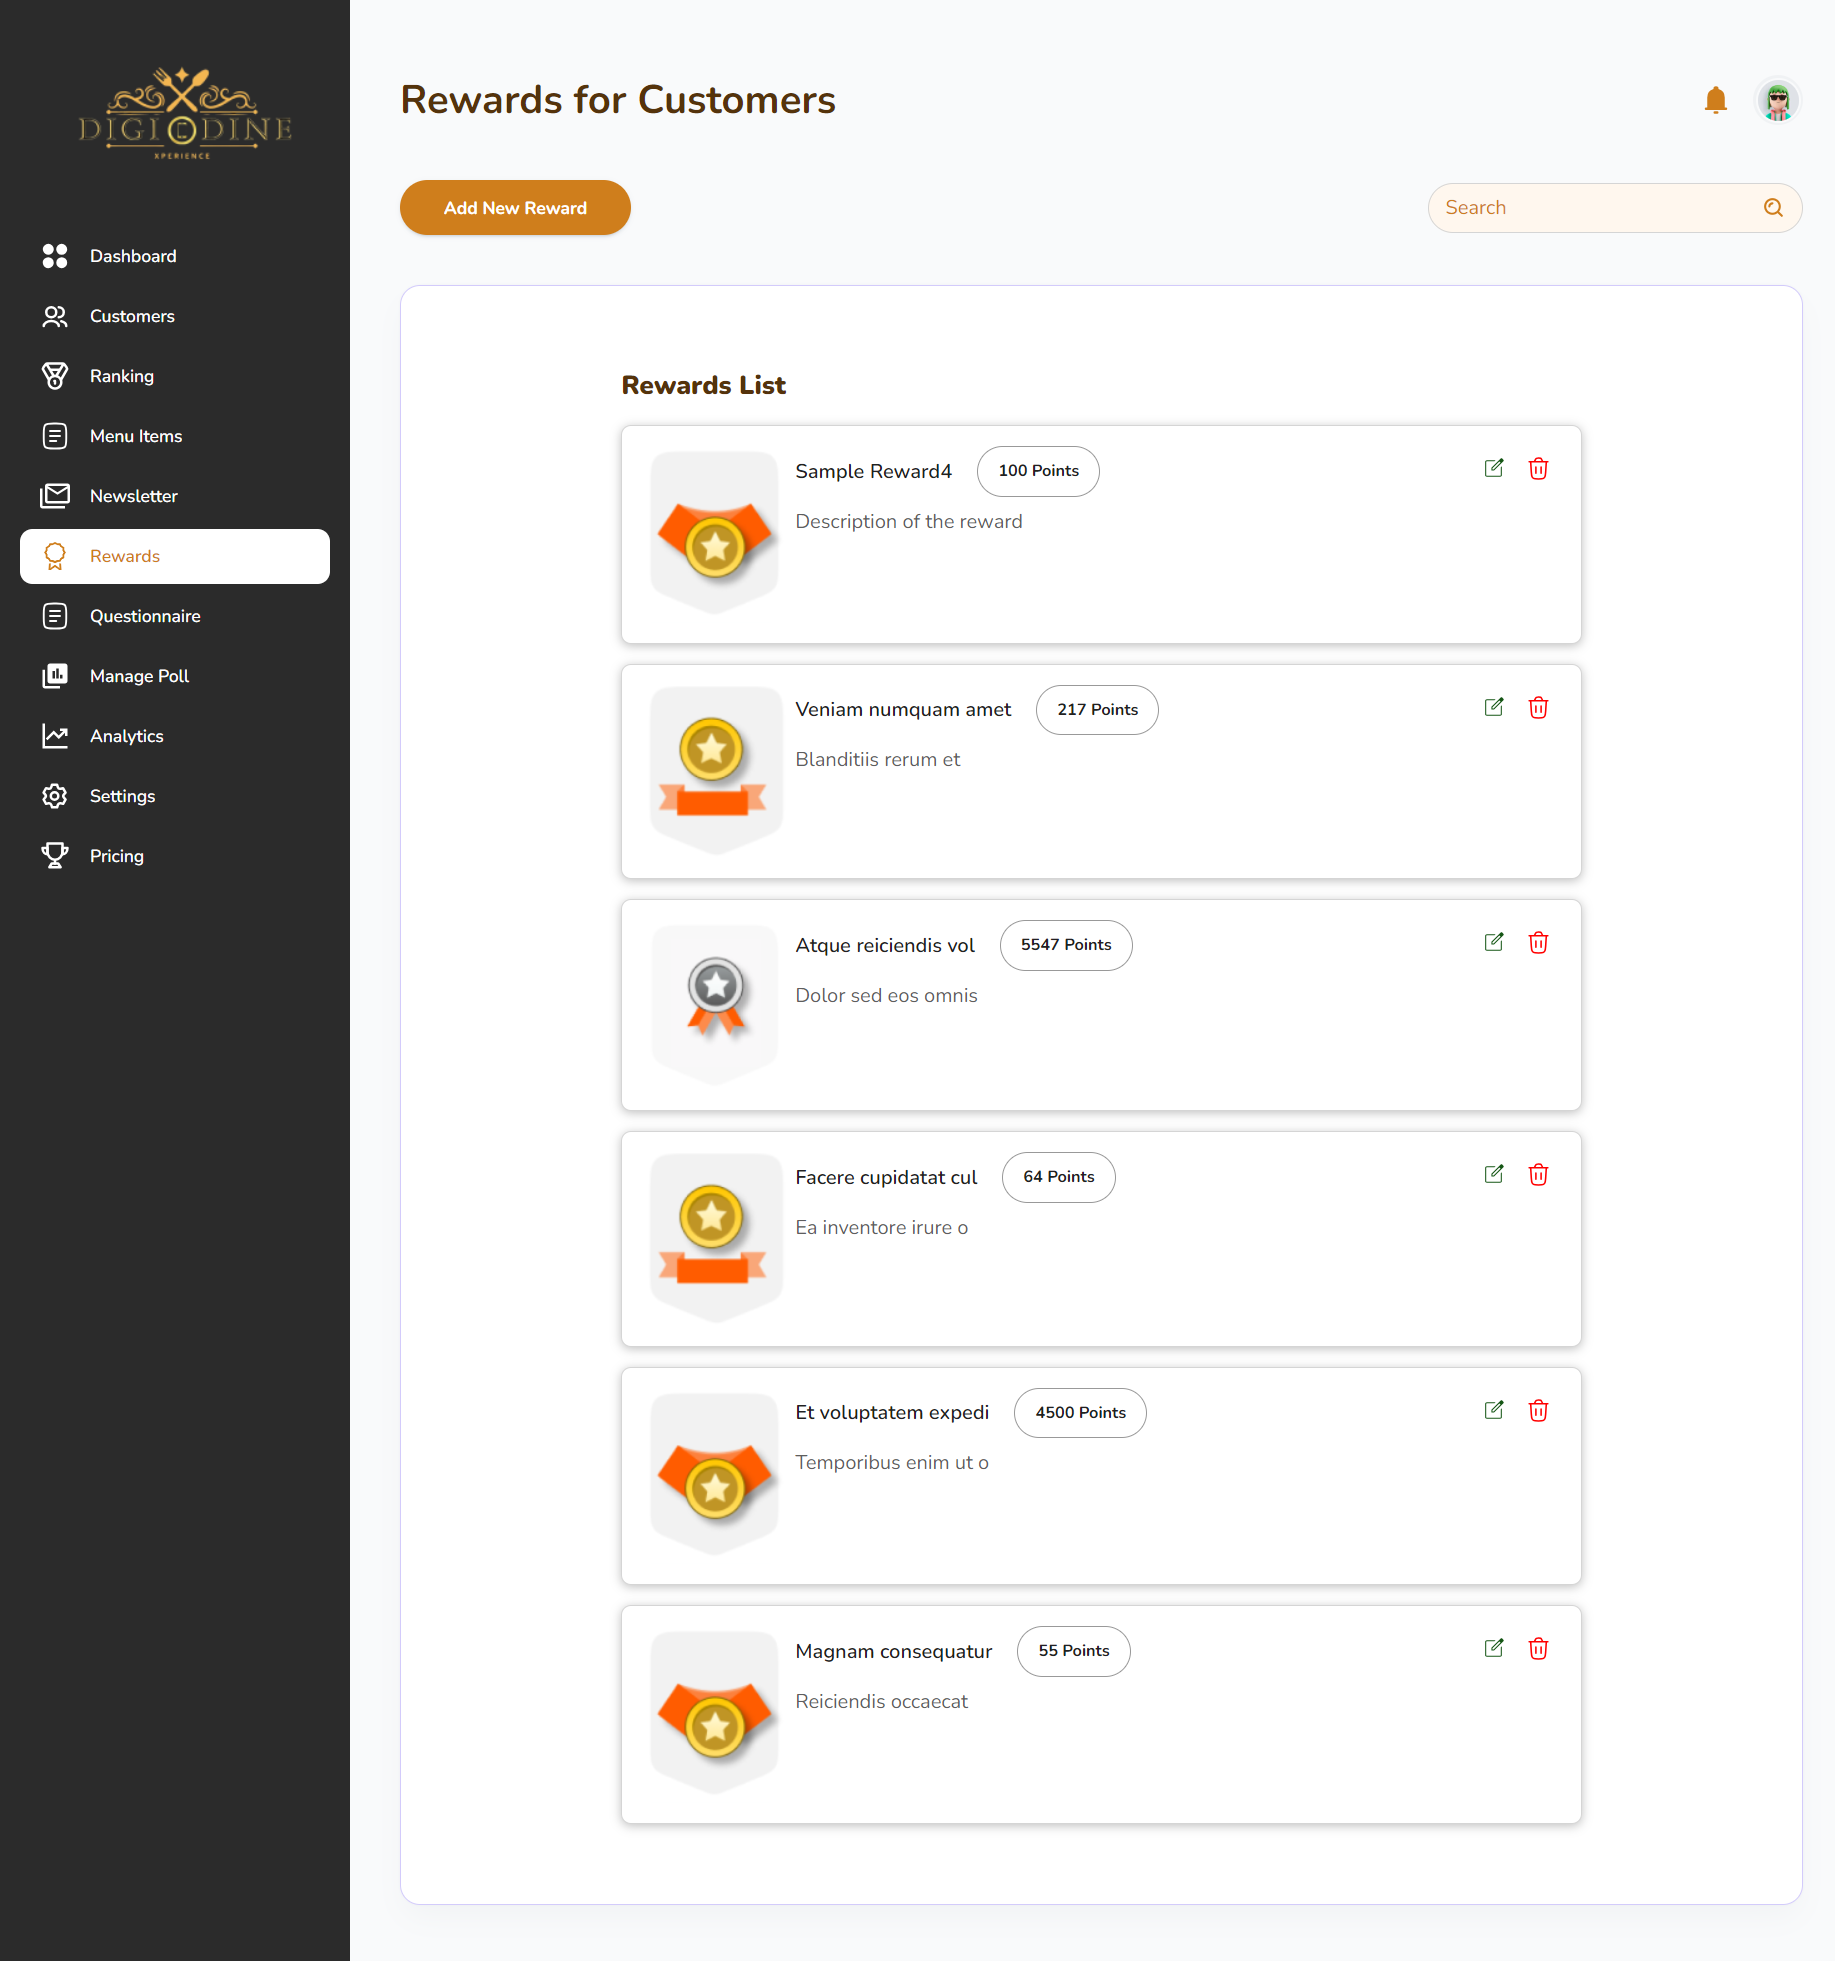 DIGI DINE
XPERIENCE
Dashboard
Customers
Ranking
Menu Items
Newsletter
Rewards
Questionnaire
Manage Poll
Analytics
Settings
Pricing
Rewards for Customers
Add New Reward
Search
Rewards List
Sample Reward4 100 Points
Description of the reward
Veniam numquam amet 217 Points
Blanditiis rerum et
Atque reiciendis vol 5547 Points
Dolor sed eos omnis
Facere cupidatat cul 64 Points
Ea inventore irure o
Et voluptatem expedi 4500 Points
Temporibus enim ut o
Magnam consequatur 55 Points
Reiciendis occaecat